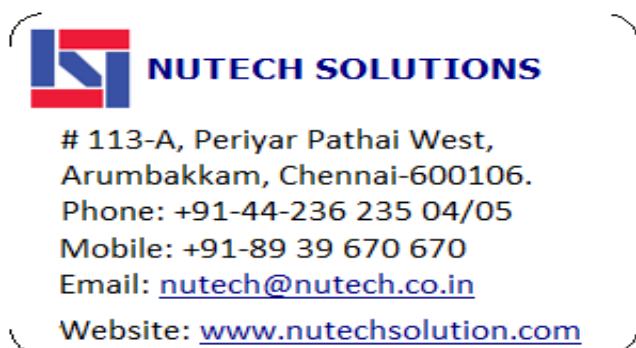 NUTECH SOLUTIONS
# 113-A, Periyar Pathai West,
Arumbakkam, Chennai-600106.
Phone: +91-44-236 235 04/05
Mobile: +91-89 39 670 670
Email: nutech@nutech.co.in
Website: www.nutechsolution.com